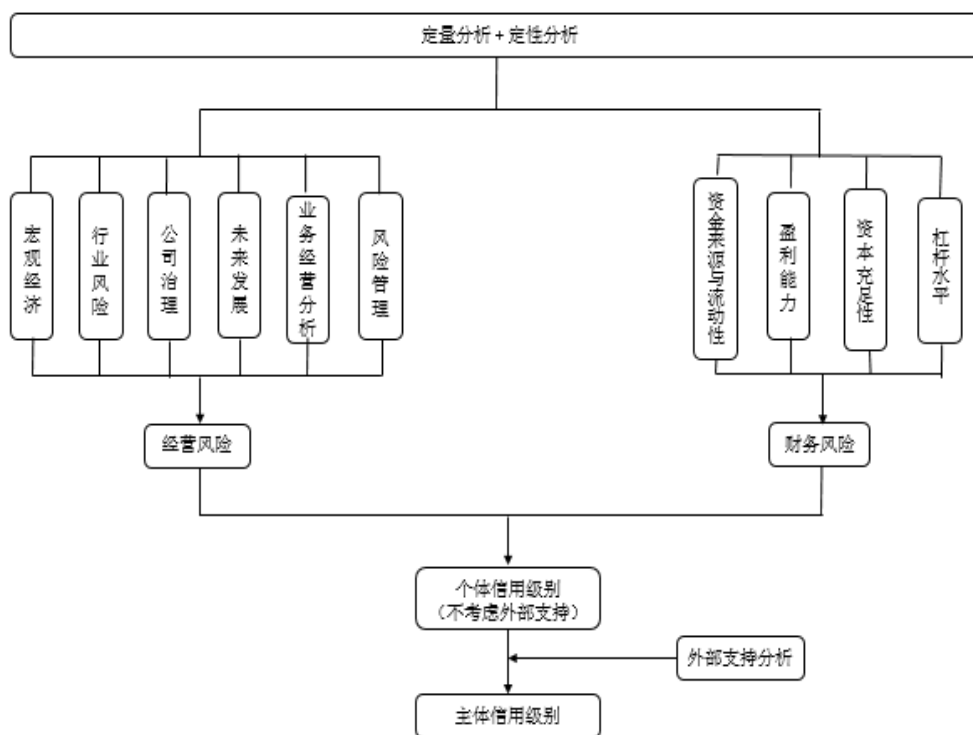 定量分析+定性分析
宏观经济
行业风险
公司治理
未来发展
业务经营分析
风险管理
资金来源与流动性
盈利能力
资本充足性
杠杆水平
经营风险
财务风险
个体信用级别
（不考虑外部支持）
外部支持分析
主体信用级别